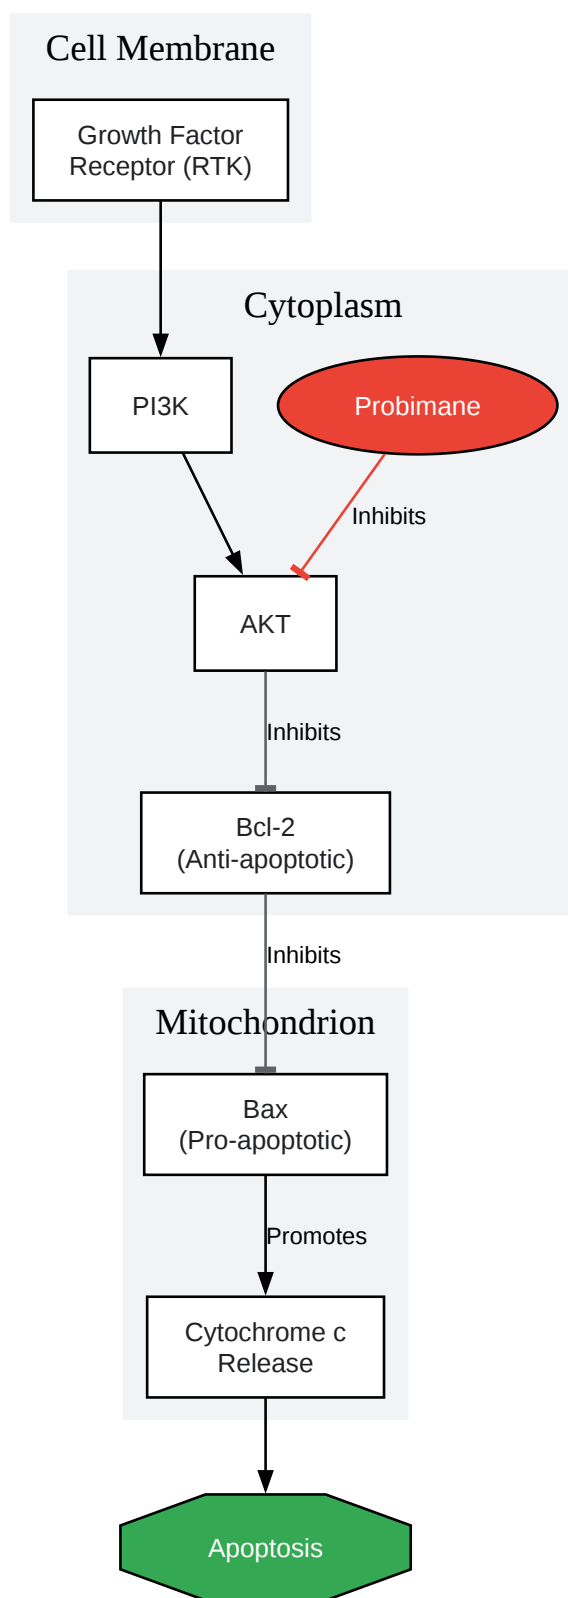 Cell Membrane
Growth Factor
Receptor (RTK)
Cytoplasm
PI3K
Probimane
Inhibits
AKT
Inhibits
Bcl-2
(Anti-apoptotic)
Inhibits
Mitochondrion
Bax
(Pro-apoptotic)
Promotes
Cytochrome c
Release
Apoptosis